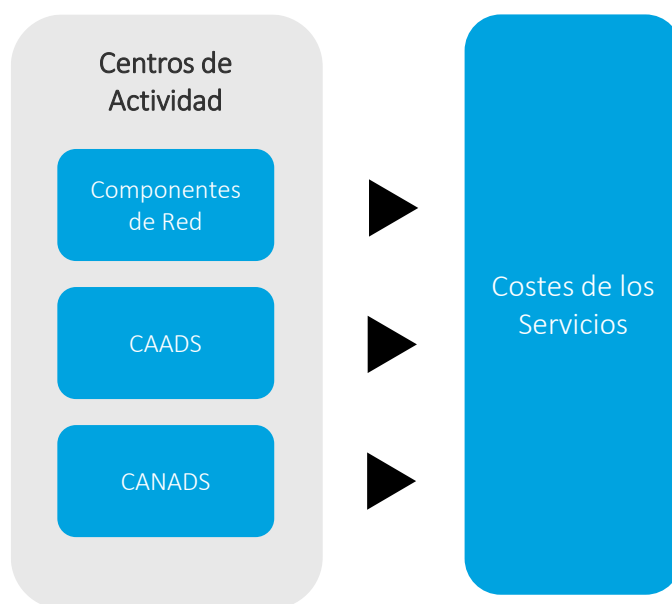 Centros de
Actividad
Componentes
de Red
CAADS
CANADS
Costes de los
Servicios